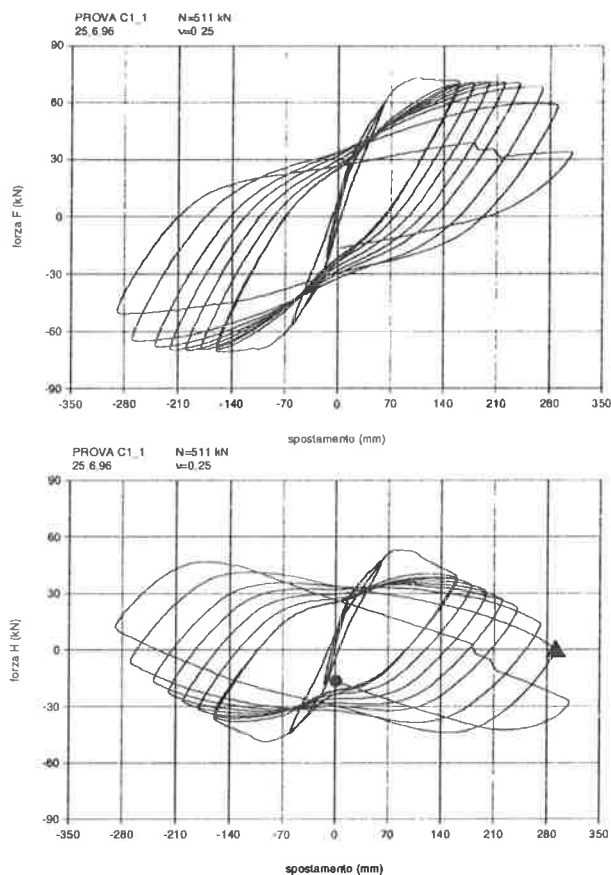 PROVA C1_1 N=511 kN
25.6.96 ν=0.25
90
60
30
0
-30
-60
-90
forza F (kN)
-350 -280 -210 -140 -70 0 70 140 210 280 350
spostamento (mm)
PROVA C1_1 N=511 kN
25.6.96 ν=0.25
90
60
30
0
-30
-60
-90
forza H (kN)
-350 -280 -210 -140 -70 0 70 140 210 280 350
spostamento (mm)